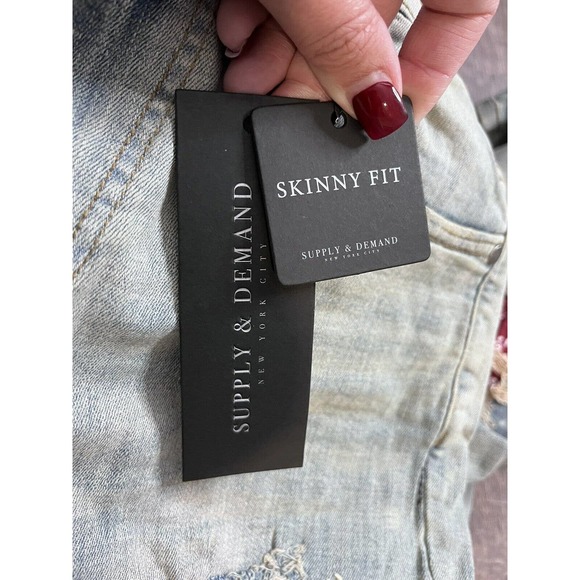 SKINNY FIT
SUPPLY & DEMAND
NEW YORK CITY
SUPPLY & DEMAND
NEW YORK CITY